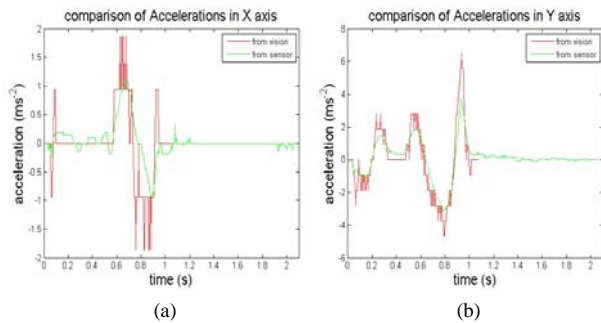 comparison of Accelerations in X axis
from vision
from sensor
acceleration (ms⁻²)
2
1.5
1
0.5
0
-0.5
-1
-1.5
-2
0 0.2 0.4 0.6 0.8 1 1.2 1.4 1.6 1.8 2
time (s)
(a)
comparison of Accelerations in Y axis
from vision
from sensor
acceleration (ms⁻²)
8
6
4
2
0
-2
-4
-6
0 0.2 0.4 0.6 0.8 1 1.2 1.4 1.6 1.8 2
time (s)
(b)